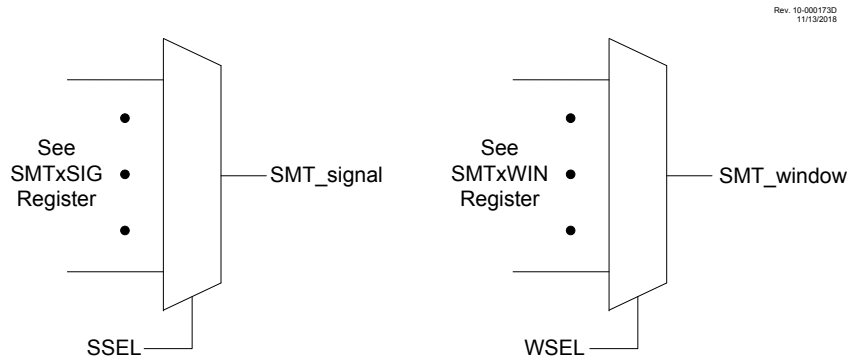 Rev. 10-000173D
11/13/2018
See
SMTxSIG
Register
SMT_signal
SSEL
See
SMTxWIN
Register
SMT_window
WSEL